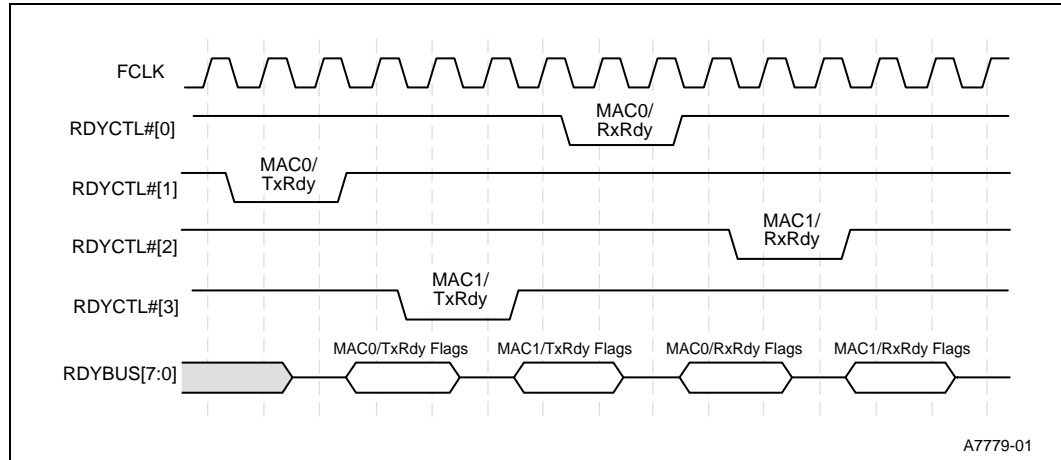 FCLK
RDYCTL#[0]
MAC0/
RxRdy
RDYCTL#[1]
MAC0/
TxRdy
RDYCTL#[2]
MAC1/
RxRdy
RDYCTL#[3]
MAC1/
TxRdy
RDYBUS[7:0]
MAC0/TxRdy Flags
MAC1/TxRdy Flags
MAC0/RxRdy Flags
MAC1/RxRdy Flags
A7779-01